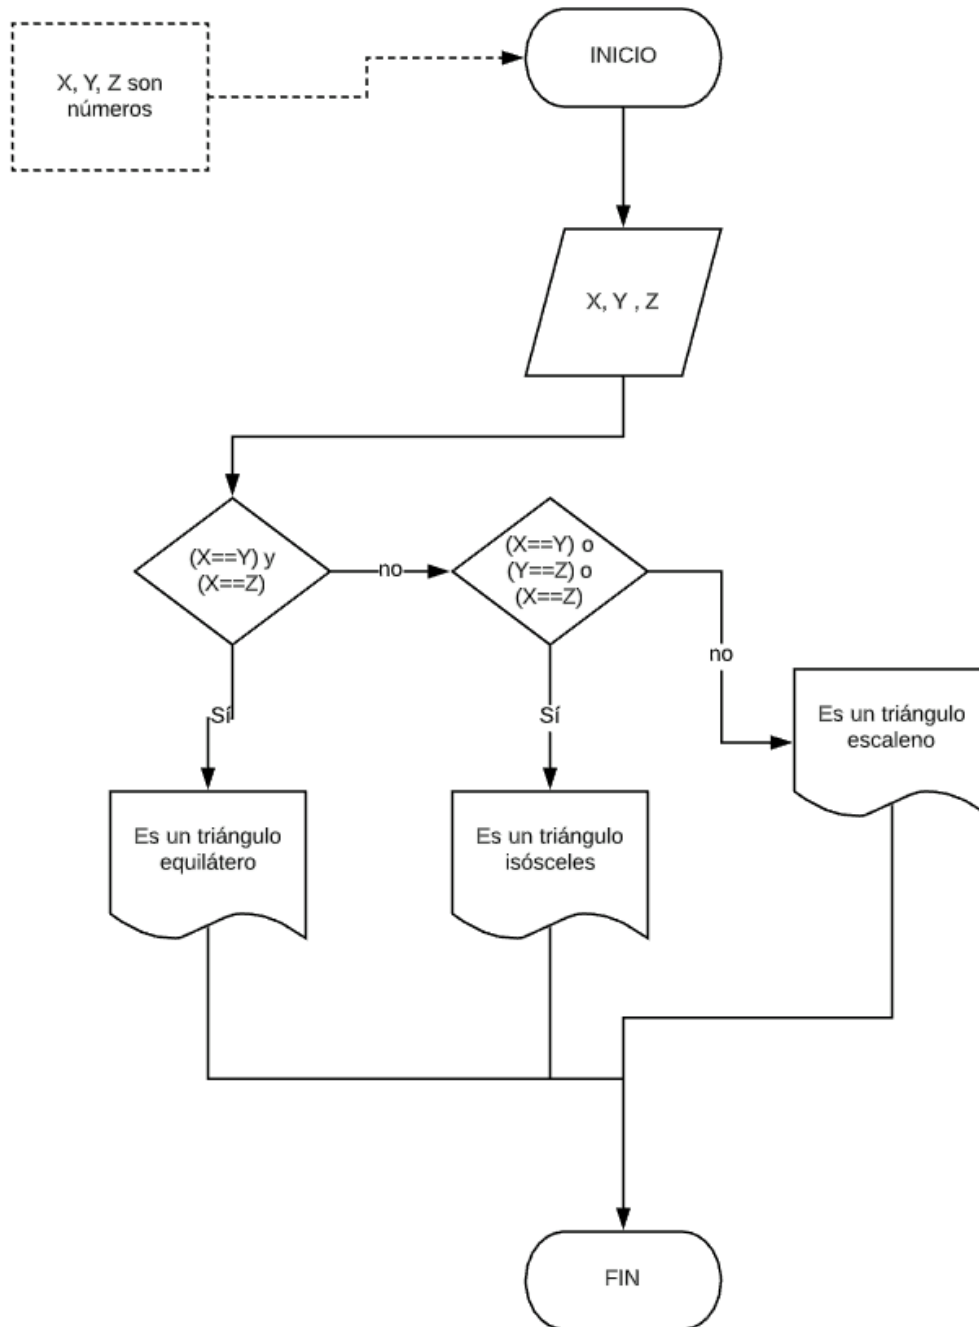 X, Y, Z son
números
INICIO
X, Y , Z
(X==Y) y
(X==Z)
no
(X==Y) o
(Y==Z) o
(X==Z)
no
Sí
Sí
Es un triángulo
escaleno
Es un triángulo
equilátero
Es un triángulo
isósceles
FIN